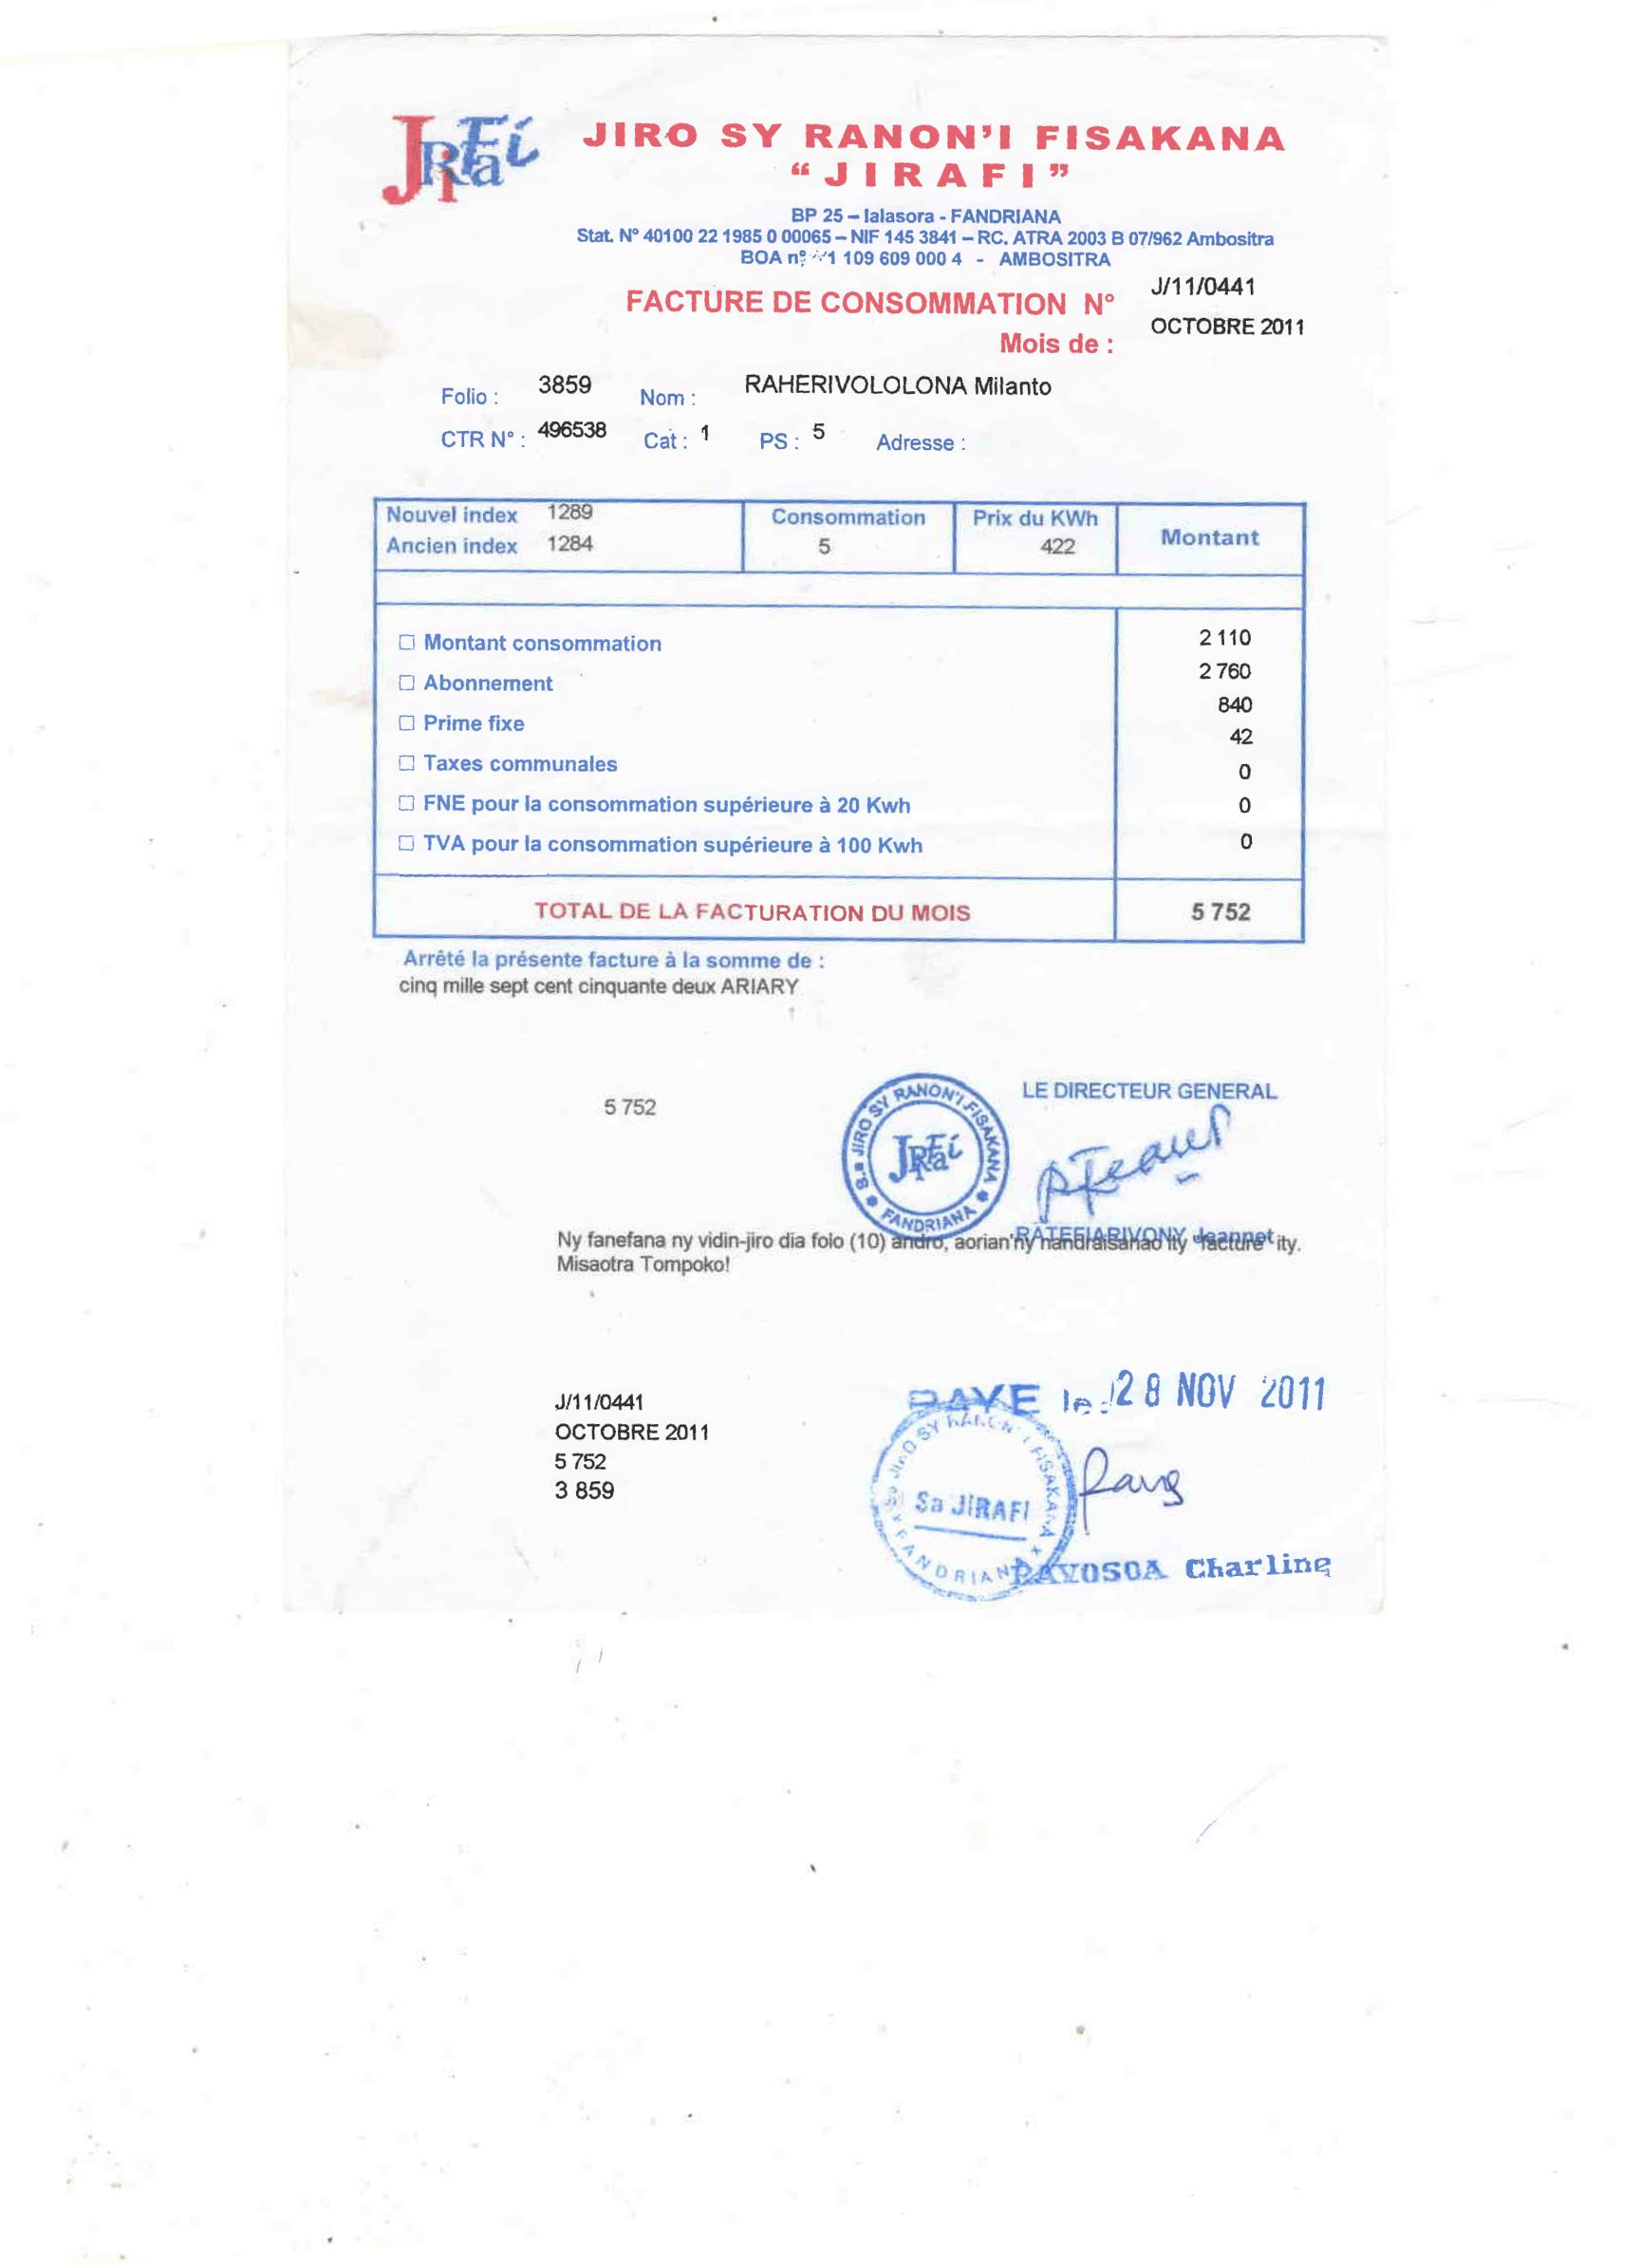 JIRAFi
JIRO SY RANON'I FISAKANA
“JIRAFI”
BP 25 – Ialasora - FANDRIANA
Stat. N° 40100 22 1985 0 00065 – NIF 145 3841 – RC. ATRA 2003 B 07/962 Ambositra
BOA n° 1 109 609 000 4 - AMBOSITRA
FACTURE DE CONSOMMATION N° J/11/0441
Mois de : OCTOBRE 2011
Folio : 3859 Nom : RAHERIVOLOLONA Milanto
CTR N° : 496538 Cat : 1 PS : 5 Adresse :
Nouvel index 1289 Consommation Prix du KWh Montant
Ancien index 1284 5 422
Montant consommation 2 110
Abonnement 2 760
Prime fixe 840
Taxes communales 42
FNE pour la consommation supérieure à 20 Kwh 0
TVA pour la consommation supérieure à 100 Kwh 0
0
TOTAL DE LA FACTURATION DU MOIS 5 752
Arrêté la présente facture à la somme de :
cinq mille sept cent cinquante deux ARIARY
5 752
LE DIRECTEUR GENERAL
S.a JIRO SY RANON'I FISAKANA
JIRAFi
FANDRIANA
RATEFIARIVONY Jeannet
Ny fanefana ny vidin-jiro dia folo (10) andro, aorian'ny nandraisanao ity facture ity.
Misaotra Tompoko!
J/11/0441
OCTOBRE 2011
5 752
3 859
PAYE le 28 NOV 2011
Sa JIRO SY RANON'I FISAKANA
Sa JIRAFI
FANDRIANA
RAVOSOA Charline